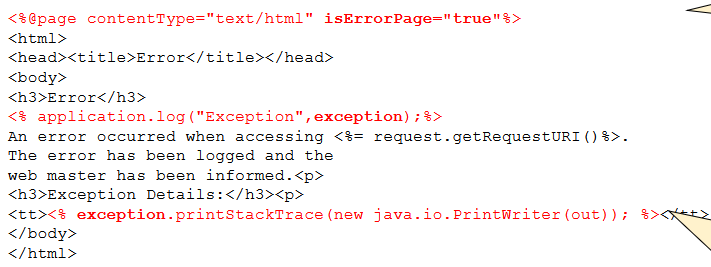 <%@page contentType="text/html" isErrorPage="true"%>
<html>
<head><title>Error</title></head>
<body>
<h3>Error</h3>
<% application.log("Exception",exception);%>
An error occurred when accessing <%= request.getRequestURI()%>.
The error has been logged and the
web master has been informed.<p>
<h3>Exception Details:</h3><p>
<tt><% exception.printStackTrace(new java.io.PrintWriter(out)); %></tt>
</body>
</html>